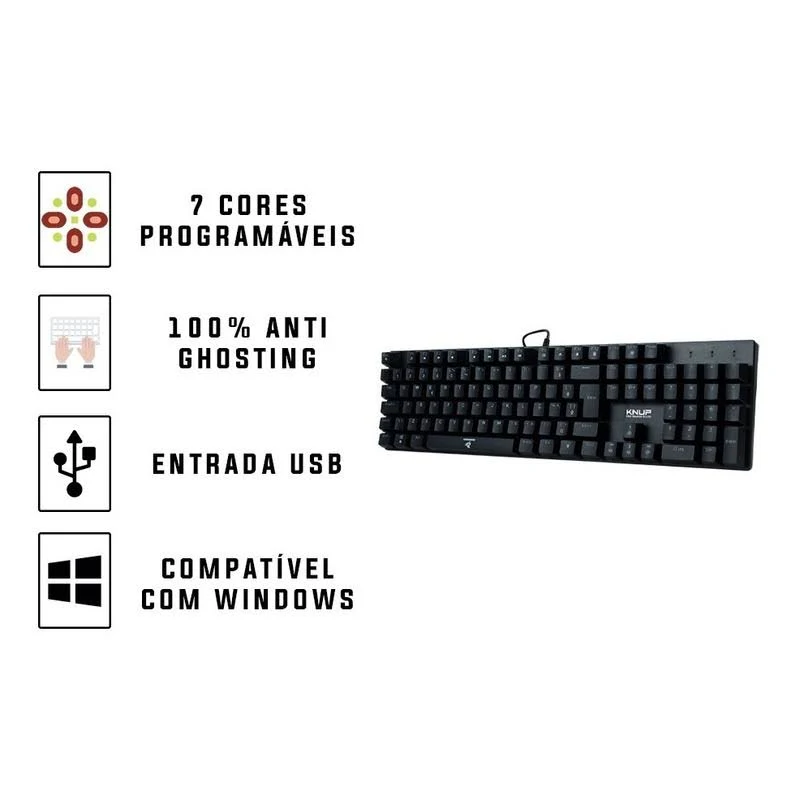 7 CORES
PROGRAMÁVEIS
100% ANTI
GHOSTING
ENTRADA USB
COMPATÍVEL
COM WINDOWS
KNUP